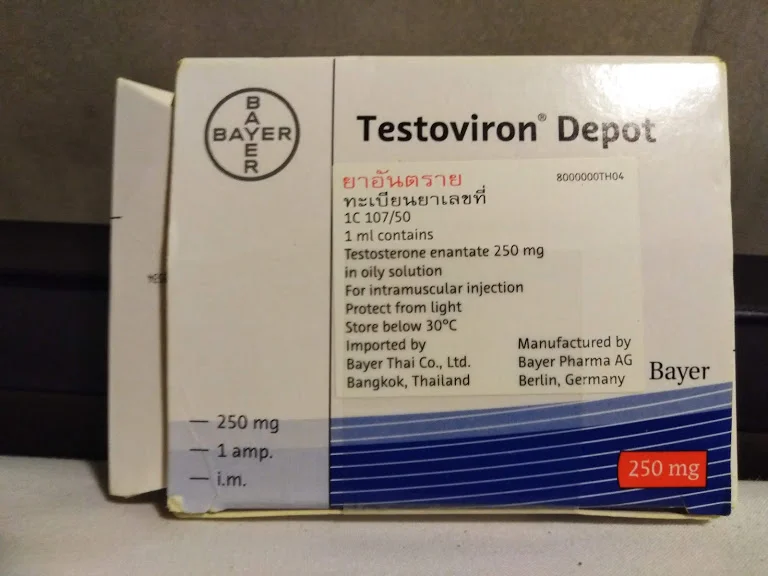 BAYER
BAYER
Testoviron® Depot
ยาอันตราย
8000000TH04
ทะเบียนยาเลขที่
1C 107/50
1 ml contains
Testosterone enantate 250 mg
in oily solution
For intramuscular injection
Protect from light
Store below 30°C
Imported by
Bayer Thai Co., Ltd.
Bangkok, Thailand
Manufactured by
Bayer Pharma AG
Berlin, Germany
Bayer
— 250 mg
— 1 amp.
— i.m.
250 mg